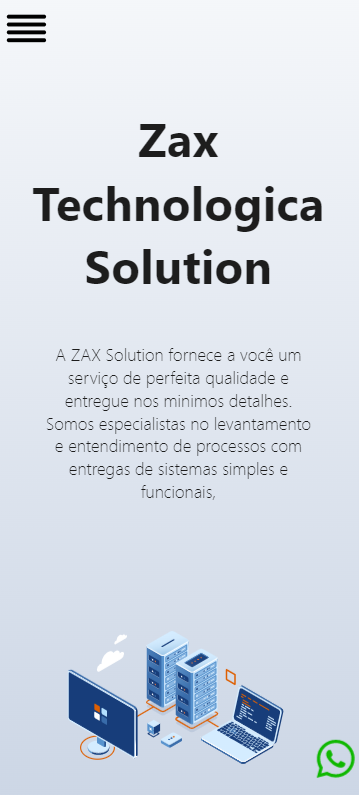 Zax
Technologica
Solution
A ZAX Solution fornece a você um
serviço de perfeita qualidade e
entregue nos minimos detalhes.
Somos especialistas no levantamento
e entendimento de processos com
entregas de sistemas simples e
funcionais,